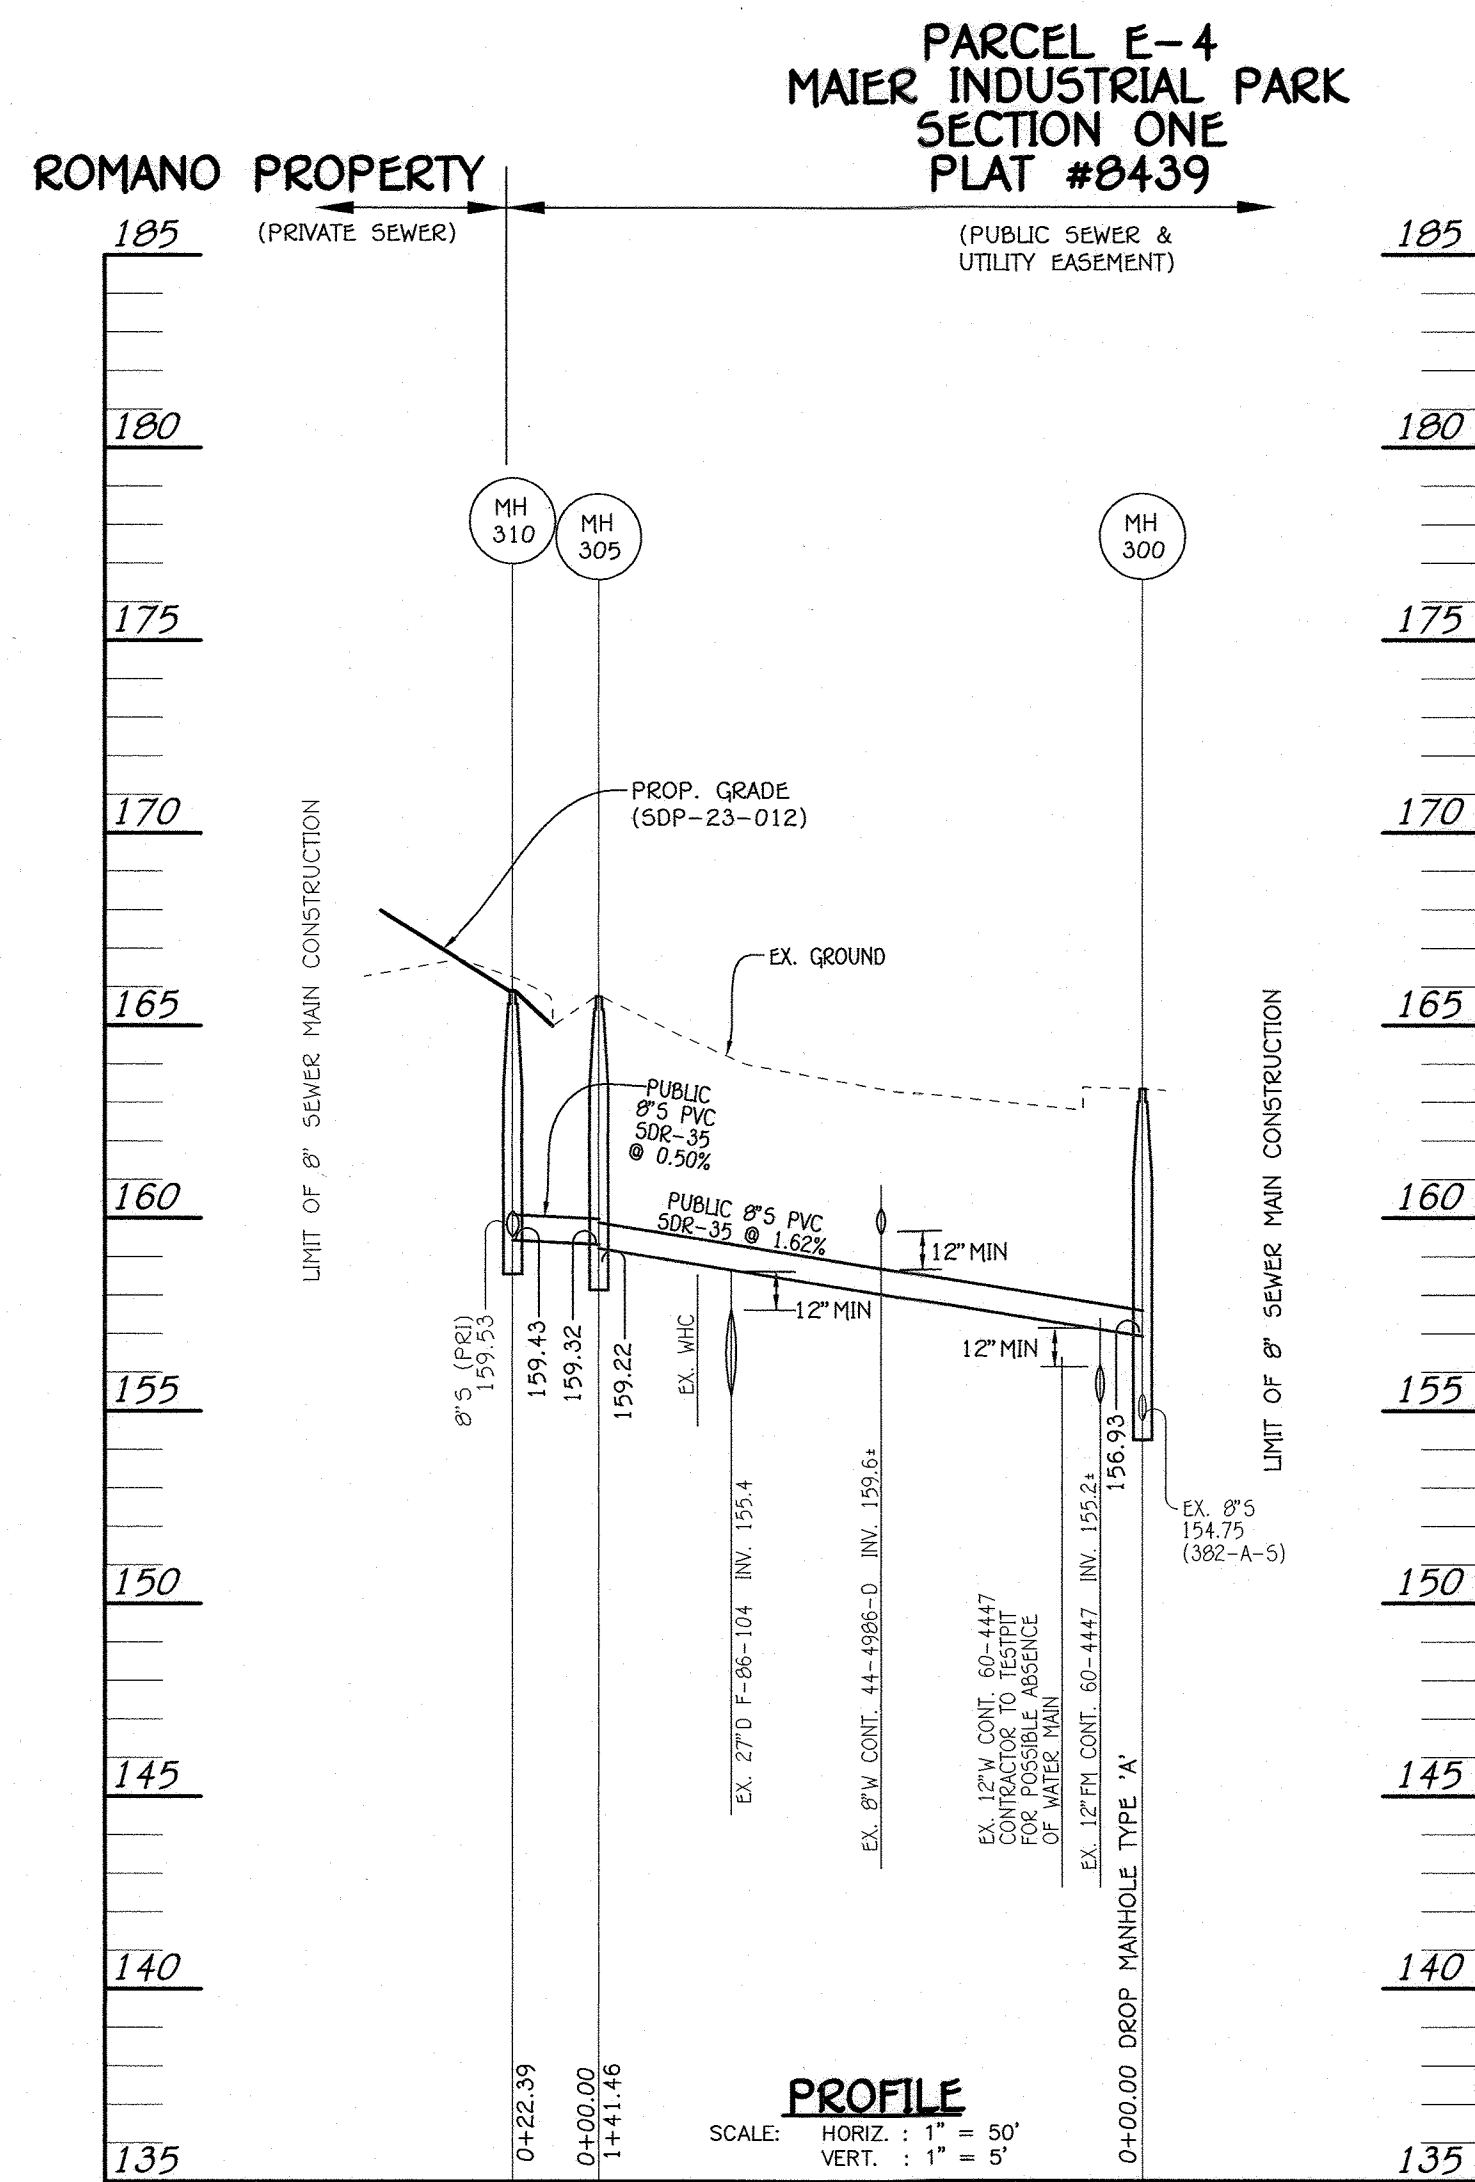 PARCEL E-4
MAIER INDUSTRIAL PARK
SECTION ONE
PLAT #8439
ROMANO PROPERTY
(PRIVATE SEWER)
(PUBLIC SEWER &
UTILITY EASEMENT)
185
185
180
180
MH
310
MH
305
MH
300
175
175
PROP. GRADE
(SDP-23-012)
170
170
LIMIT OF 8" SEWER MAIN CONSTRUCTION
EX. GROUND
165
165
LIMIT OF 8" SEWER MAIN CONSTRUCTION
PUBLIC
8"S PVC
SDR-35
@ 0.50%
160
160
PUBLIC 8"S PVC
SDR-35 @ 1.62%
12" MIN
12" MIN
12" MIN
8"S (PRI)
159.53
159.43
159.32
159.22
EX. WHC
155
155
156.93
EX. 8"S
154.75
(382-A-S)
EX. 27"D F-86-104 INV. 155.4
EX. 8"W CONT. 44-4986-D INV. 159.6±
EX. 12"W CONT. 60-4447
CONTRACTOR TO TESTPIT
FOR POSSIBLE ABSENCE
OF WATER MAIN
EX. 12"FM CONT. 60-4447 INV. 155.2±
150
150
145
145
140
140
0+22.39
0+00.00
1+41.46
0+00.00 DROP MANHOLE TYPE 'A'
PROFILE
SCALE: HORIZ. : 1" = 50'
VERT. : 1" = 5'
135
135